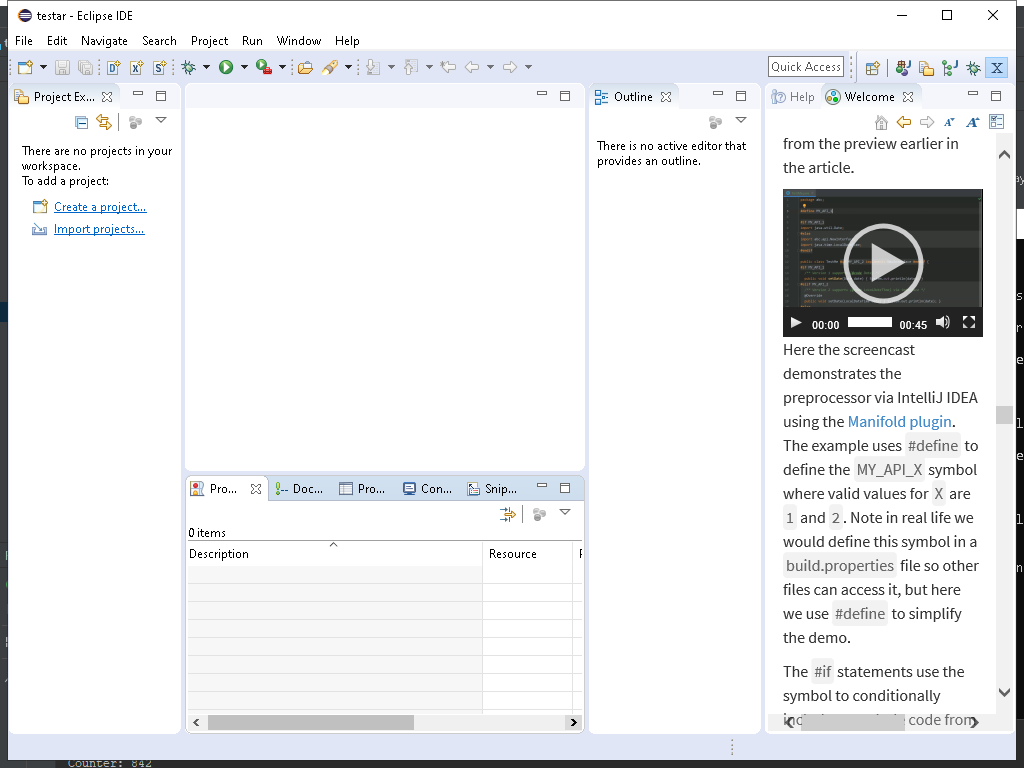 testar - Eclipse IDE
File Edit Navigate Search Project Run Window Help
Quick Access
Project Ex...
There are no projects in your
workspace.
To add a project:
Create a project...
Import projects...
Outline
There is no active editor that
provides an outline.
Pro...
Doc...
Pro...
Con...
Snip...
0 items
Description
Resource
Help
Welcome
from the preview earlier in
the article.
00:00
00:45
Here the screencast
demonstrates the
preprocessor via IntelliJ IDEA
using the Manifold plugin.
The example uses #define to
define the MY_API_X symbol
where valid values for X are
1 and 2. Note in real life we
would define this symbol in a
build.properties file so other
files can access it, but here
we use #define to simplify
the demo.
The #if statements use the
symbol to conditionally
code from
Counter: 842